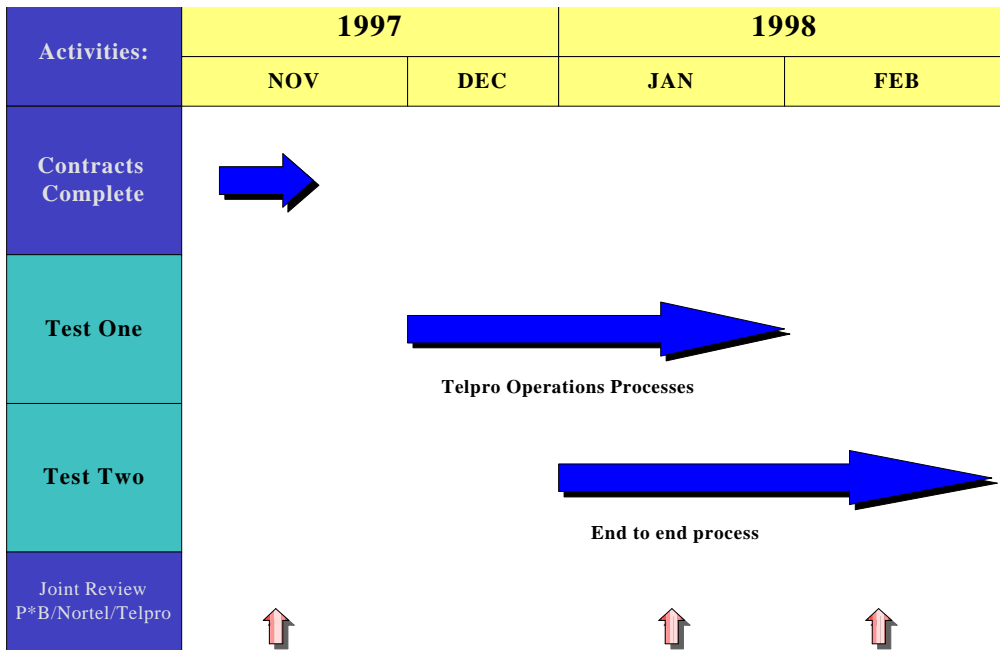 Activities:
1997
1998
NOV
DEC
JAN
FEB
Contracts
Complete
Test One
Telpro Operations Processes
Test Two
End to end process
Joint Review
P*B/Nortel/Telpro